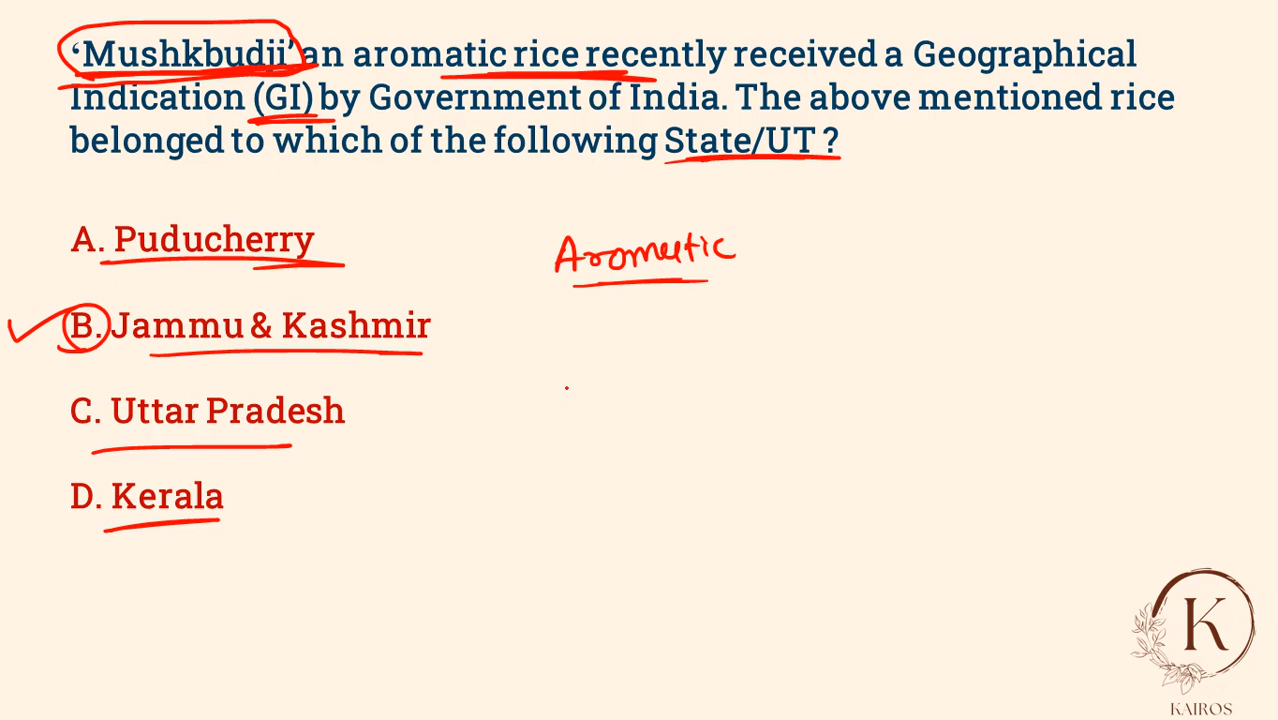 ‘Mushkbudji’ an aromatic rice recently received a Geographical
Indication (GI) by Government of India. The above mentioned rice
belonged to which of the following State/UT ?
A. Puducherry
Aromatic
B. Jammu & Kashmir
C. Uttar Pradesh
D. Kerala
K
KAIROS